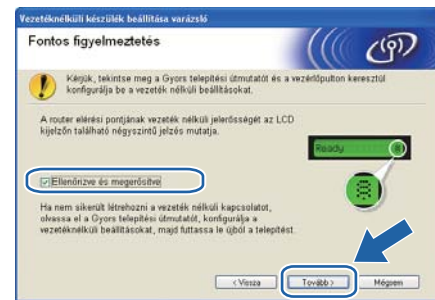 Vezetéknélküli készülék beállítása varázsló
Fontos figyelmeztetés
Kérjük, tekintse meg a Gyors telepítési útmutatót és a vezérlőpulton keresztül
konfigurálja be a vezeték nélküli beállításokat.
A router elérési pontjának vezeték nélküli jelerősségét az LCD
kijelzőn található négyszintű jelzés mutatja.
Ready
Ellenőrizve és megerősítve
Ha nem sikerült létrehozni a vezeték nélküli kapcsolatot,
olvassa el a Gyors telepítési útmutatót, konfigurálja a
vezetéknélküli beállításokat, majd futtassa le újból a telepítést.
< Vissza
Tovább >
Mégsem